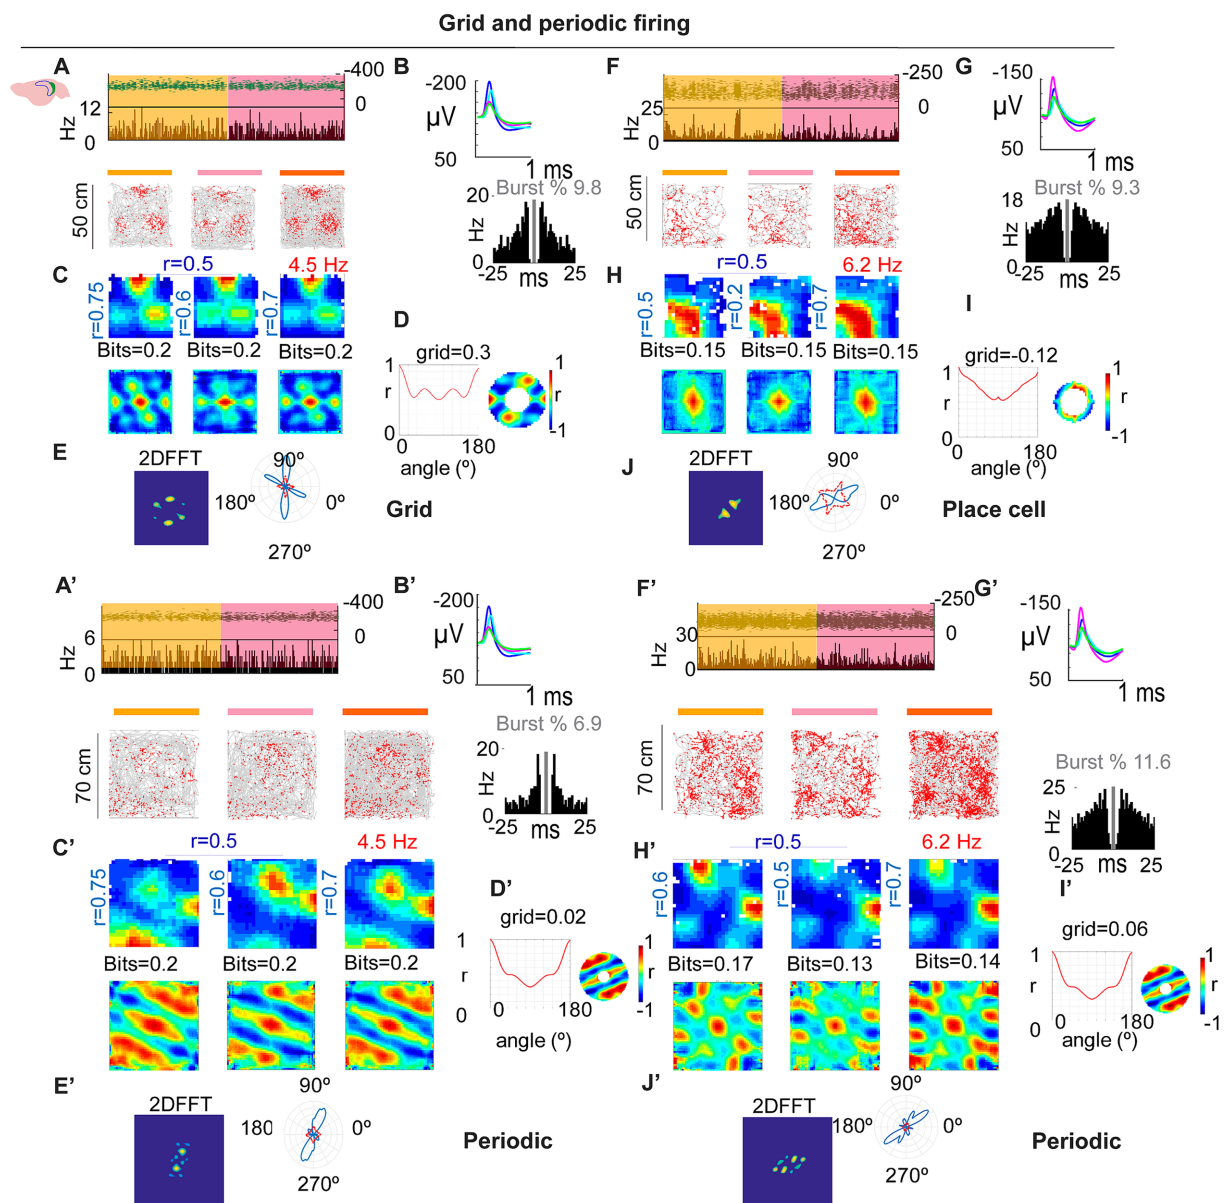 Grid and periodic firing
A
-400
0
12
Hz
0
50 cm
B
-200
µV
50
1 ms
Burst % 9.8
20
Hz
0
-25
ms
25
C
r=0.5
4.5 Hz
r=0.75
r=0.6
r=0.7
Bits=0.2
Bits=0.2
Bits=0.2
D
grid=0.3
1
r
0
0
180
angle (º)
1
r
-1
E
2DFFT
90º
180º
0º
270º
Grid
F
-250
0
25
Hz
0
50 cm
G
-150
µV
50
1 ms
Burst % 9.3
18
Hz
0
-25
ms
25
H
r=0.5
6.2 Hz
r=0.5
r=0.2
r=0.7
Bits=0.15
Bits=0.15
Bits=0.15
I
grid=-0.12
1
r
0
0
180
angle (º)
1
r
-1
J
2DFFT
90º
180º
0º
270º
Place cell
A’
-400
0
6
Hz
0
70 cm
B’
-200
µV
50
1 ms
Burst % 6.9
20
Hz
0
-25
ms
25
C’
r=0.5
4.5 Hz
r=0.75
r=0.6
r=0.7
Bits=0.2
Bits=0.2
Bits=0.2
D’
grid=0.02
1
r
0
0
180
angle (º)
1
r
-1
E’
2DFFT
90º
180
0º
270º
Periodic
F’
-250
0
30
Hz
0
70 cm
G’
-150
µV
50
1 ms
Burst % 11.6
25
Hz
0
-25
ms
25
H’
r=0.5
6.2 Hz
r=0.6
r=0.5
r=0.7
Bits=0.17
Bits=0.13
Bits=0.14
I’
grid=0.06
1
r
0
0
180
angle (º)
1
r
-1
J’
2DFFT
90º
180º
0º
270º
Periodic